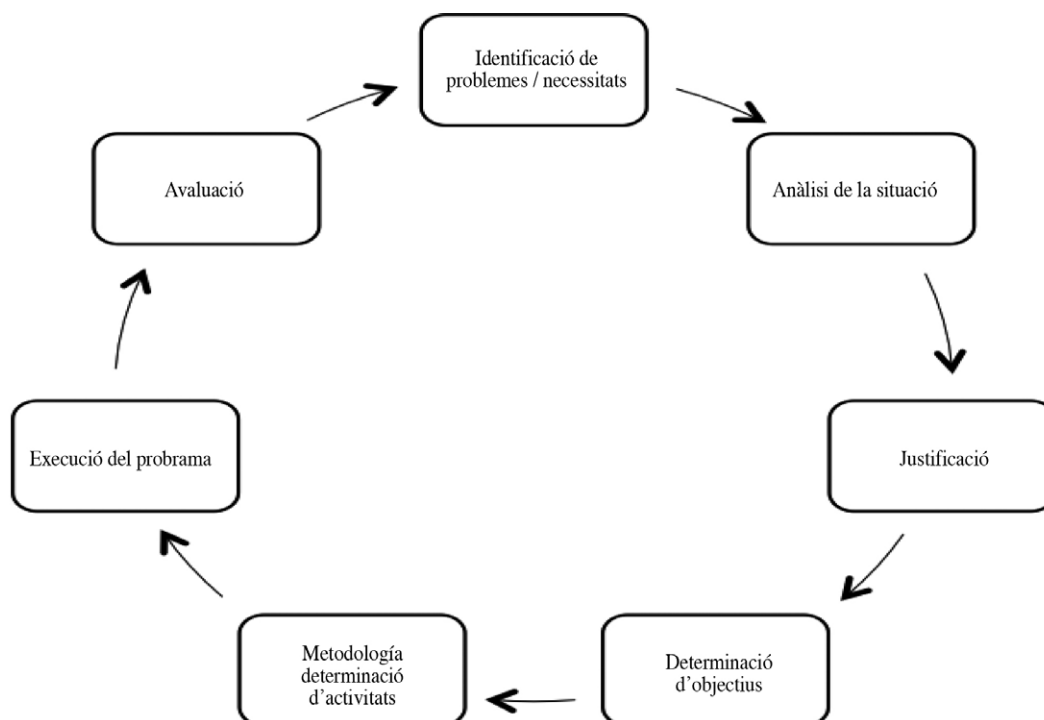 Identificació de
problemes / necessitats
Anàlisi de la situació
Justificació
Determinació
d’objectius
Metodología
determinació
d’activitats
Execució del probrama
Avaluació